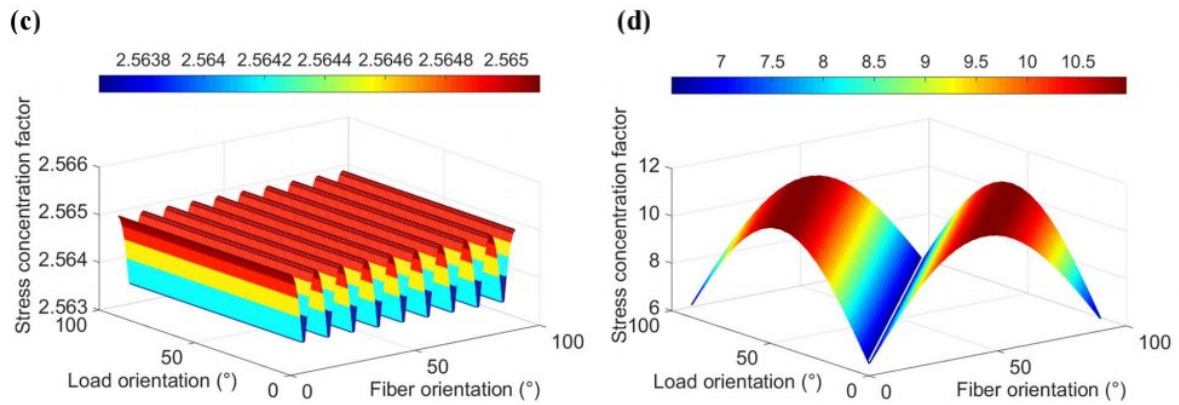 (c)
2.5638 2.564 2.5642 2.5644 2.5646 2.5648 2.565
Stress concentration factor
2.566
2.565
2.564
2.563
100
50
0
Load orientation (°)
0
50
100
Fiber orientation (°)
(d)
7 7.5 8 8.5 9 9.5 10 10.5
Stress concentration factor
12
10
8
6
100
50
0
Load orientation (°)
0
50
100
Fiber orientation (°)